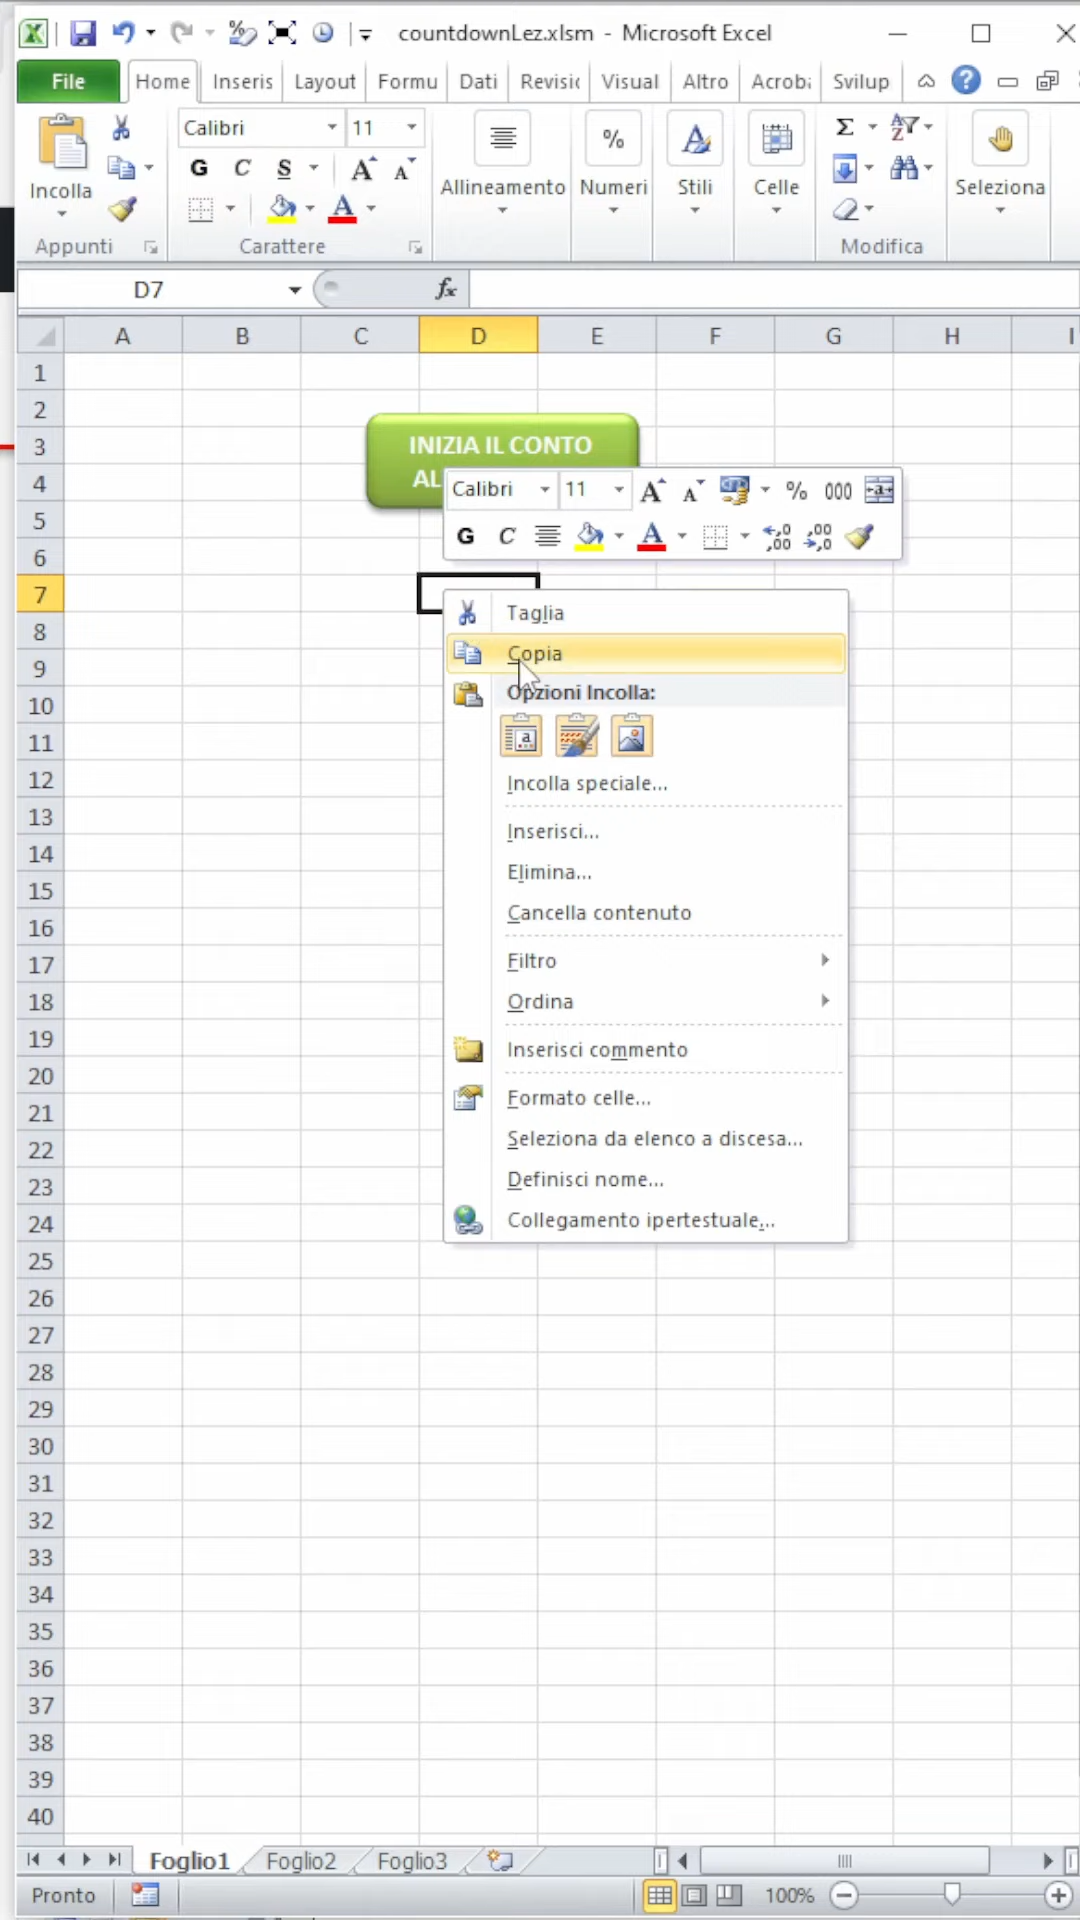 countdownLez.xlsm - Microsoft Excel
File Home Inseris Layout Formu Dati Revisio Visual Altro Acroba Svilup
Incolla
Calibri 11
G C S
Allineamento
% Numeri
Stili
Celle
Seleziona
Appunti Carattere Modifica
D7 fx
A B C D E F G H I
1
2
3
INIZIA IL CONTO
4
AL
Calibri 11 % 000
5
G C A ,00
6
7
Taglia
8
Copia
9
Opzioni Incolla:
10
11
12
Incolla speciale...
13
Inserisci...
14
Elimina...
15
Cancella contenuto
16
17
Filtro
18
Ordina
19
Inserisci commento
20
Formato celle...
21
Seleziona da elenco a discesa...
22
Definisci nome...
23
24
Collegamento ipertestuale...
25
26
27
28
29
30
31
32
33
34
35
36
37
38
39
40
Foglio1 Foglio2 Foglio3
Pronto 100%